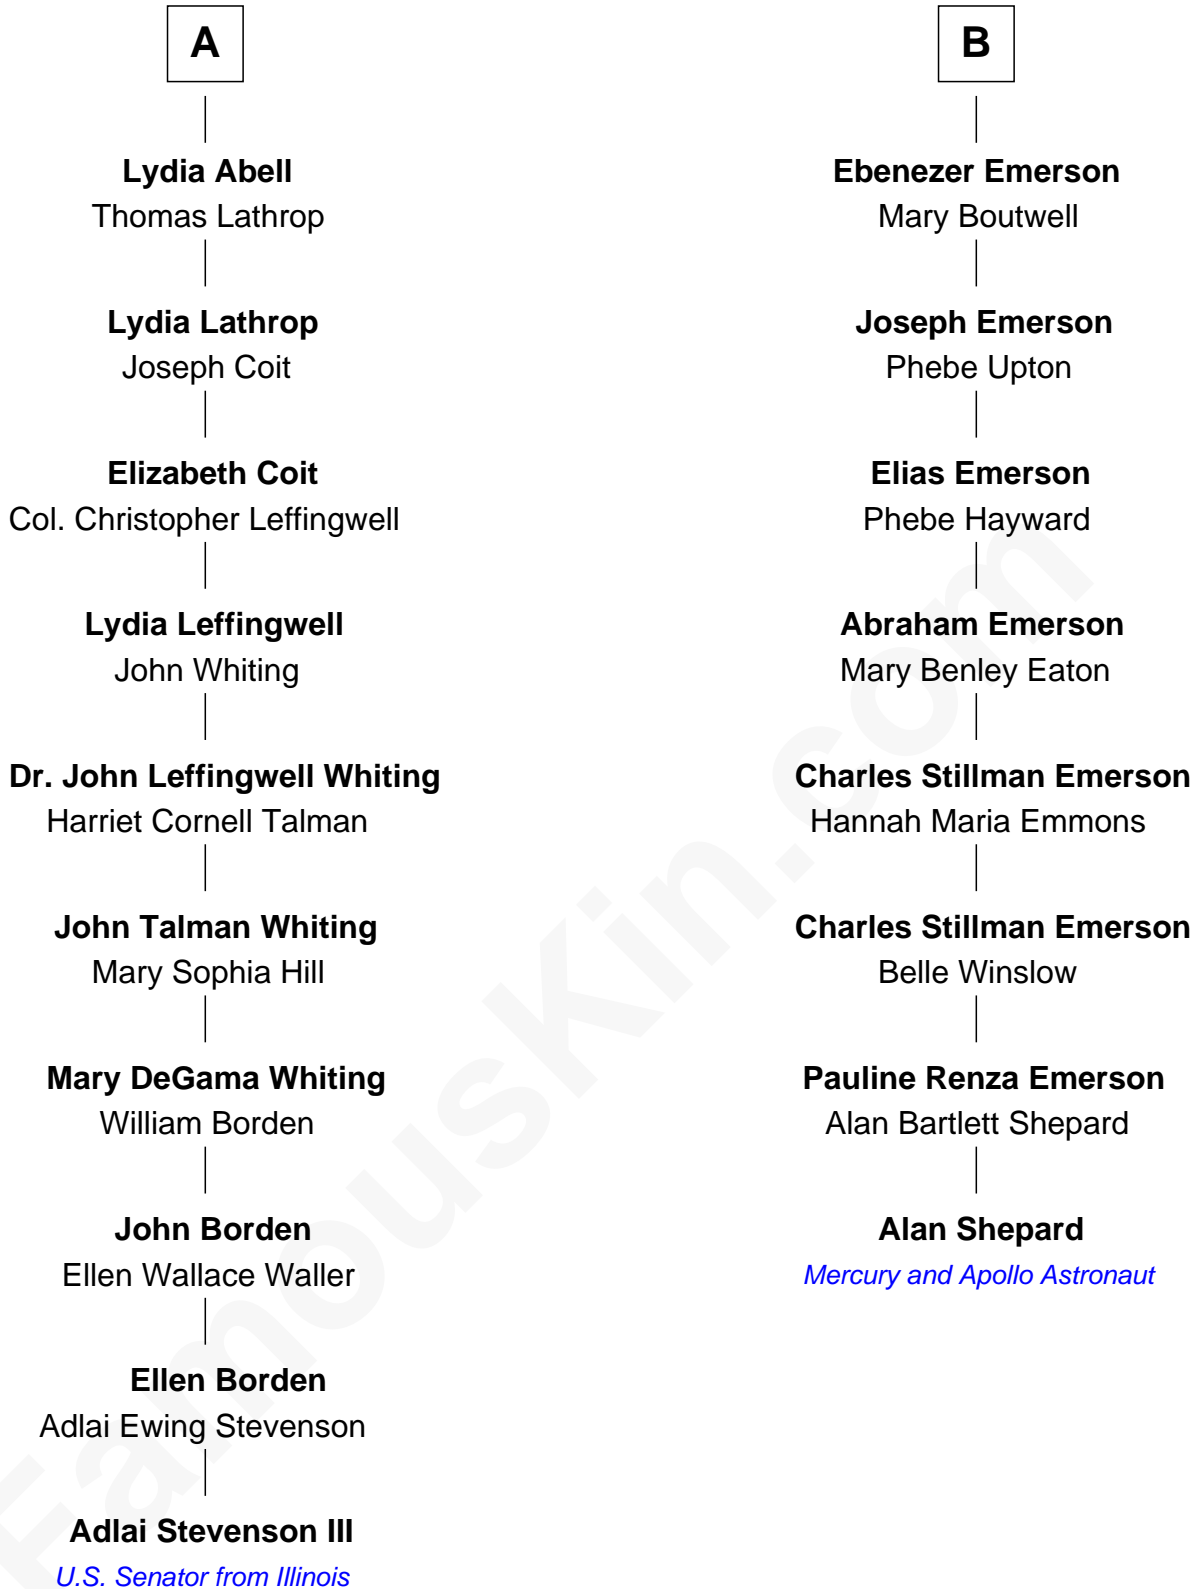 A
Lydia Abell
Thomas Lathrop
Lydia Lathrop
Joseph Coit
Elizabeth Coit
Col. Christopher Leffingwell
Lydia Leffingwell
John Whiting
Dr. John Leffingwell Whiting
Harriet Cornell Talman
John Talman Whiting
Mary Sophia Hill
Mary DeGama Whiting
William Borden
John Borden
Ellen Wallace Waller
Ellen Borden
Adlai Ewing Stevenson
Adlai Stevenson III
U.S. Senator from Illinois
B
Ebenezer Emerson
Mary Boutwell
Joseph Emerson
Phebe Upton
Elias Emerson
Phebe Hayward
Abraham Emerson
Mary Benley Eaton
Charles Stillman Emerson
Hannah Maria Emmons
Charles Stillman Emerson
Belle Winslow
Pauline Renza Emerson
Alan Bartlett Shepard
Alan Shepard
Mercury and Apollo Astronaut
FamousKin.com